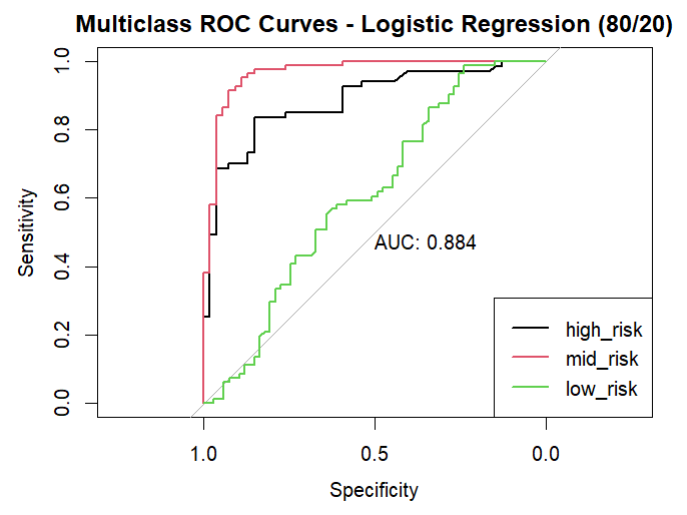 Multiclass ROC Curves - Logistic Regression (80/20)
Sensitivity
1.0
0.8
0.6
0.4
0.2
0.0
AUC: 0.884
high_risk
mid_risk
low_risk
1.0 0.5 0.0
Specificity